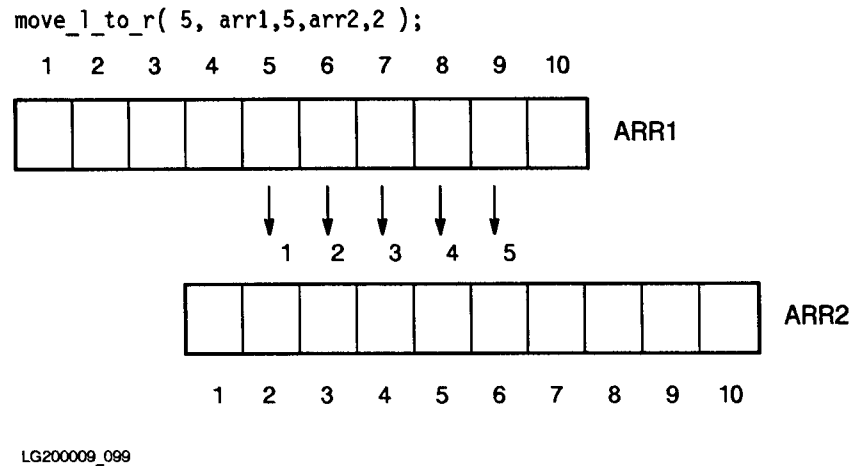 move_l_to_r( 5, arr1,5,arr2,2 );
1 2 3 4 5 6 7 8 9 10
ARR1
1 2 3 4 5
ARR2
1 2 3 4 5 6 7 8 9 10
LG200009_099